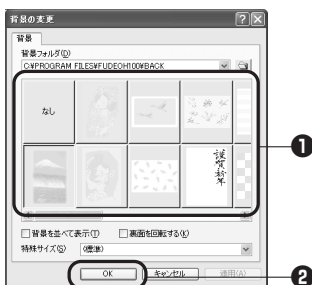 背景の変更
背景
背景フォルダ(D)
C:¥PROGRAM FILES¥FUDEOH100¥BACK
なし
謹賀新年
❶
背景を並べて表示(T) 裏面を回転する(K)
特殊サイズ(S) (標準)
OK キャンセル 適用(A)
❷